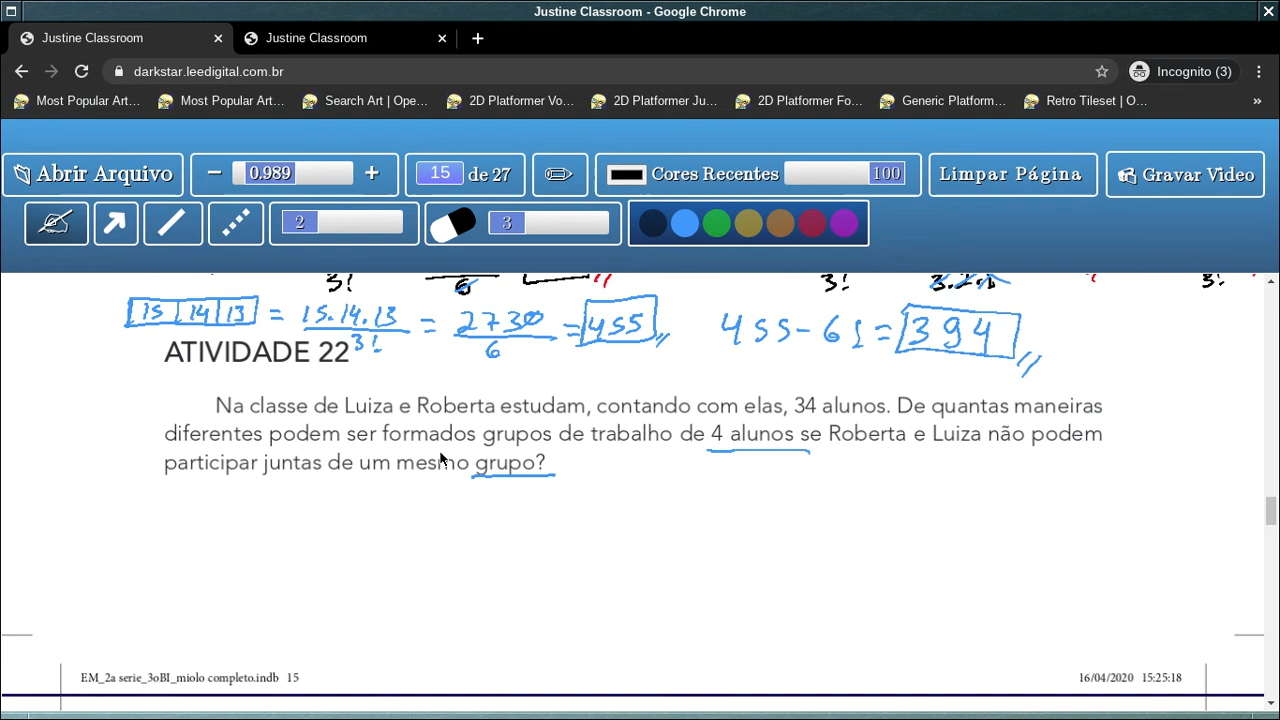 Justine Classroom - Google Chrome
Justine Classroom Justine Classroom
darkstar.leedigital.com.br Incognito (3)
Most Popular Art... Most Popular Art... Search Art | Ope... 2D Platformer Vo... 2D Platformer Ju... 2D Platformer Fo... Generic Platform... Retro Tileset | O... »
Abrir Arquivo − 0,989 + 15 de 27 Cores Recentes 100 Limpar Página Gravar Video
2 3
3! 6 3! 3.2.1 3!
15 14 13 = 15.14.13 / 3! = 2730 / 6 = 455 455 - 61 = 394
ATIVIDADE 22
Na classe de Luiza e Roberta estudam, contando com elas, 34 alunos. De quantas maneiras
diferentes podem ser formados grupos de trabalho de 4 alunos se Roberta e Luiza não podem
participar juntas de um mesmo grupo?
EM_2a serie_3oBI_miolo completo.indb 15 16/04/2020 15:25:18